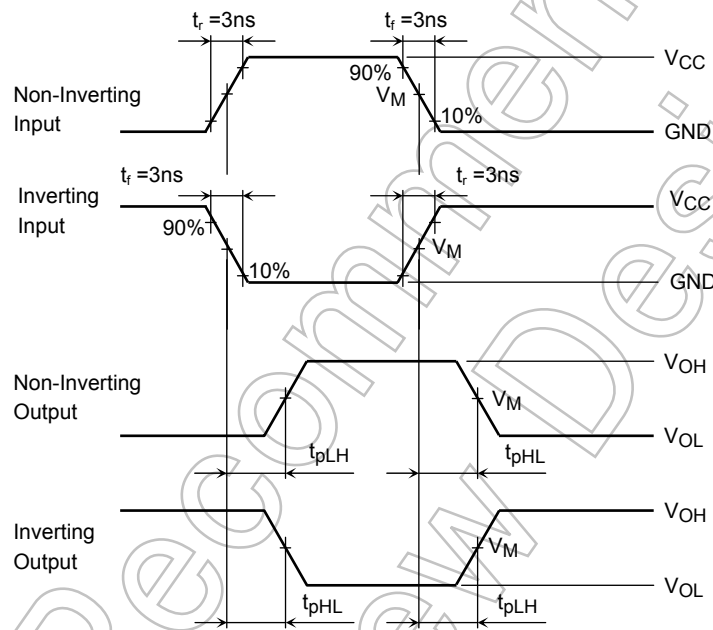 tr =3ns
tf =3ns
Non-Inverting
Input
90%
VM
10%
VCC
GND
tf =3ns
tr =3ns
Inverting
Input
90%
10%
VM
VCC
GND
Non-Inverting
Output
VM
VOH
VOL
tpLH
tpHL
Inverting
Output
VM
VOH
VOL
tpHL
tpLH